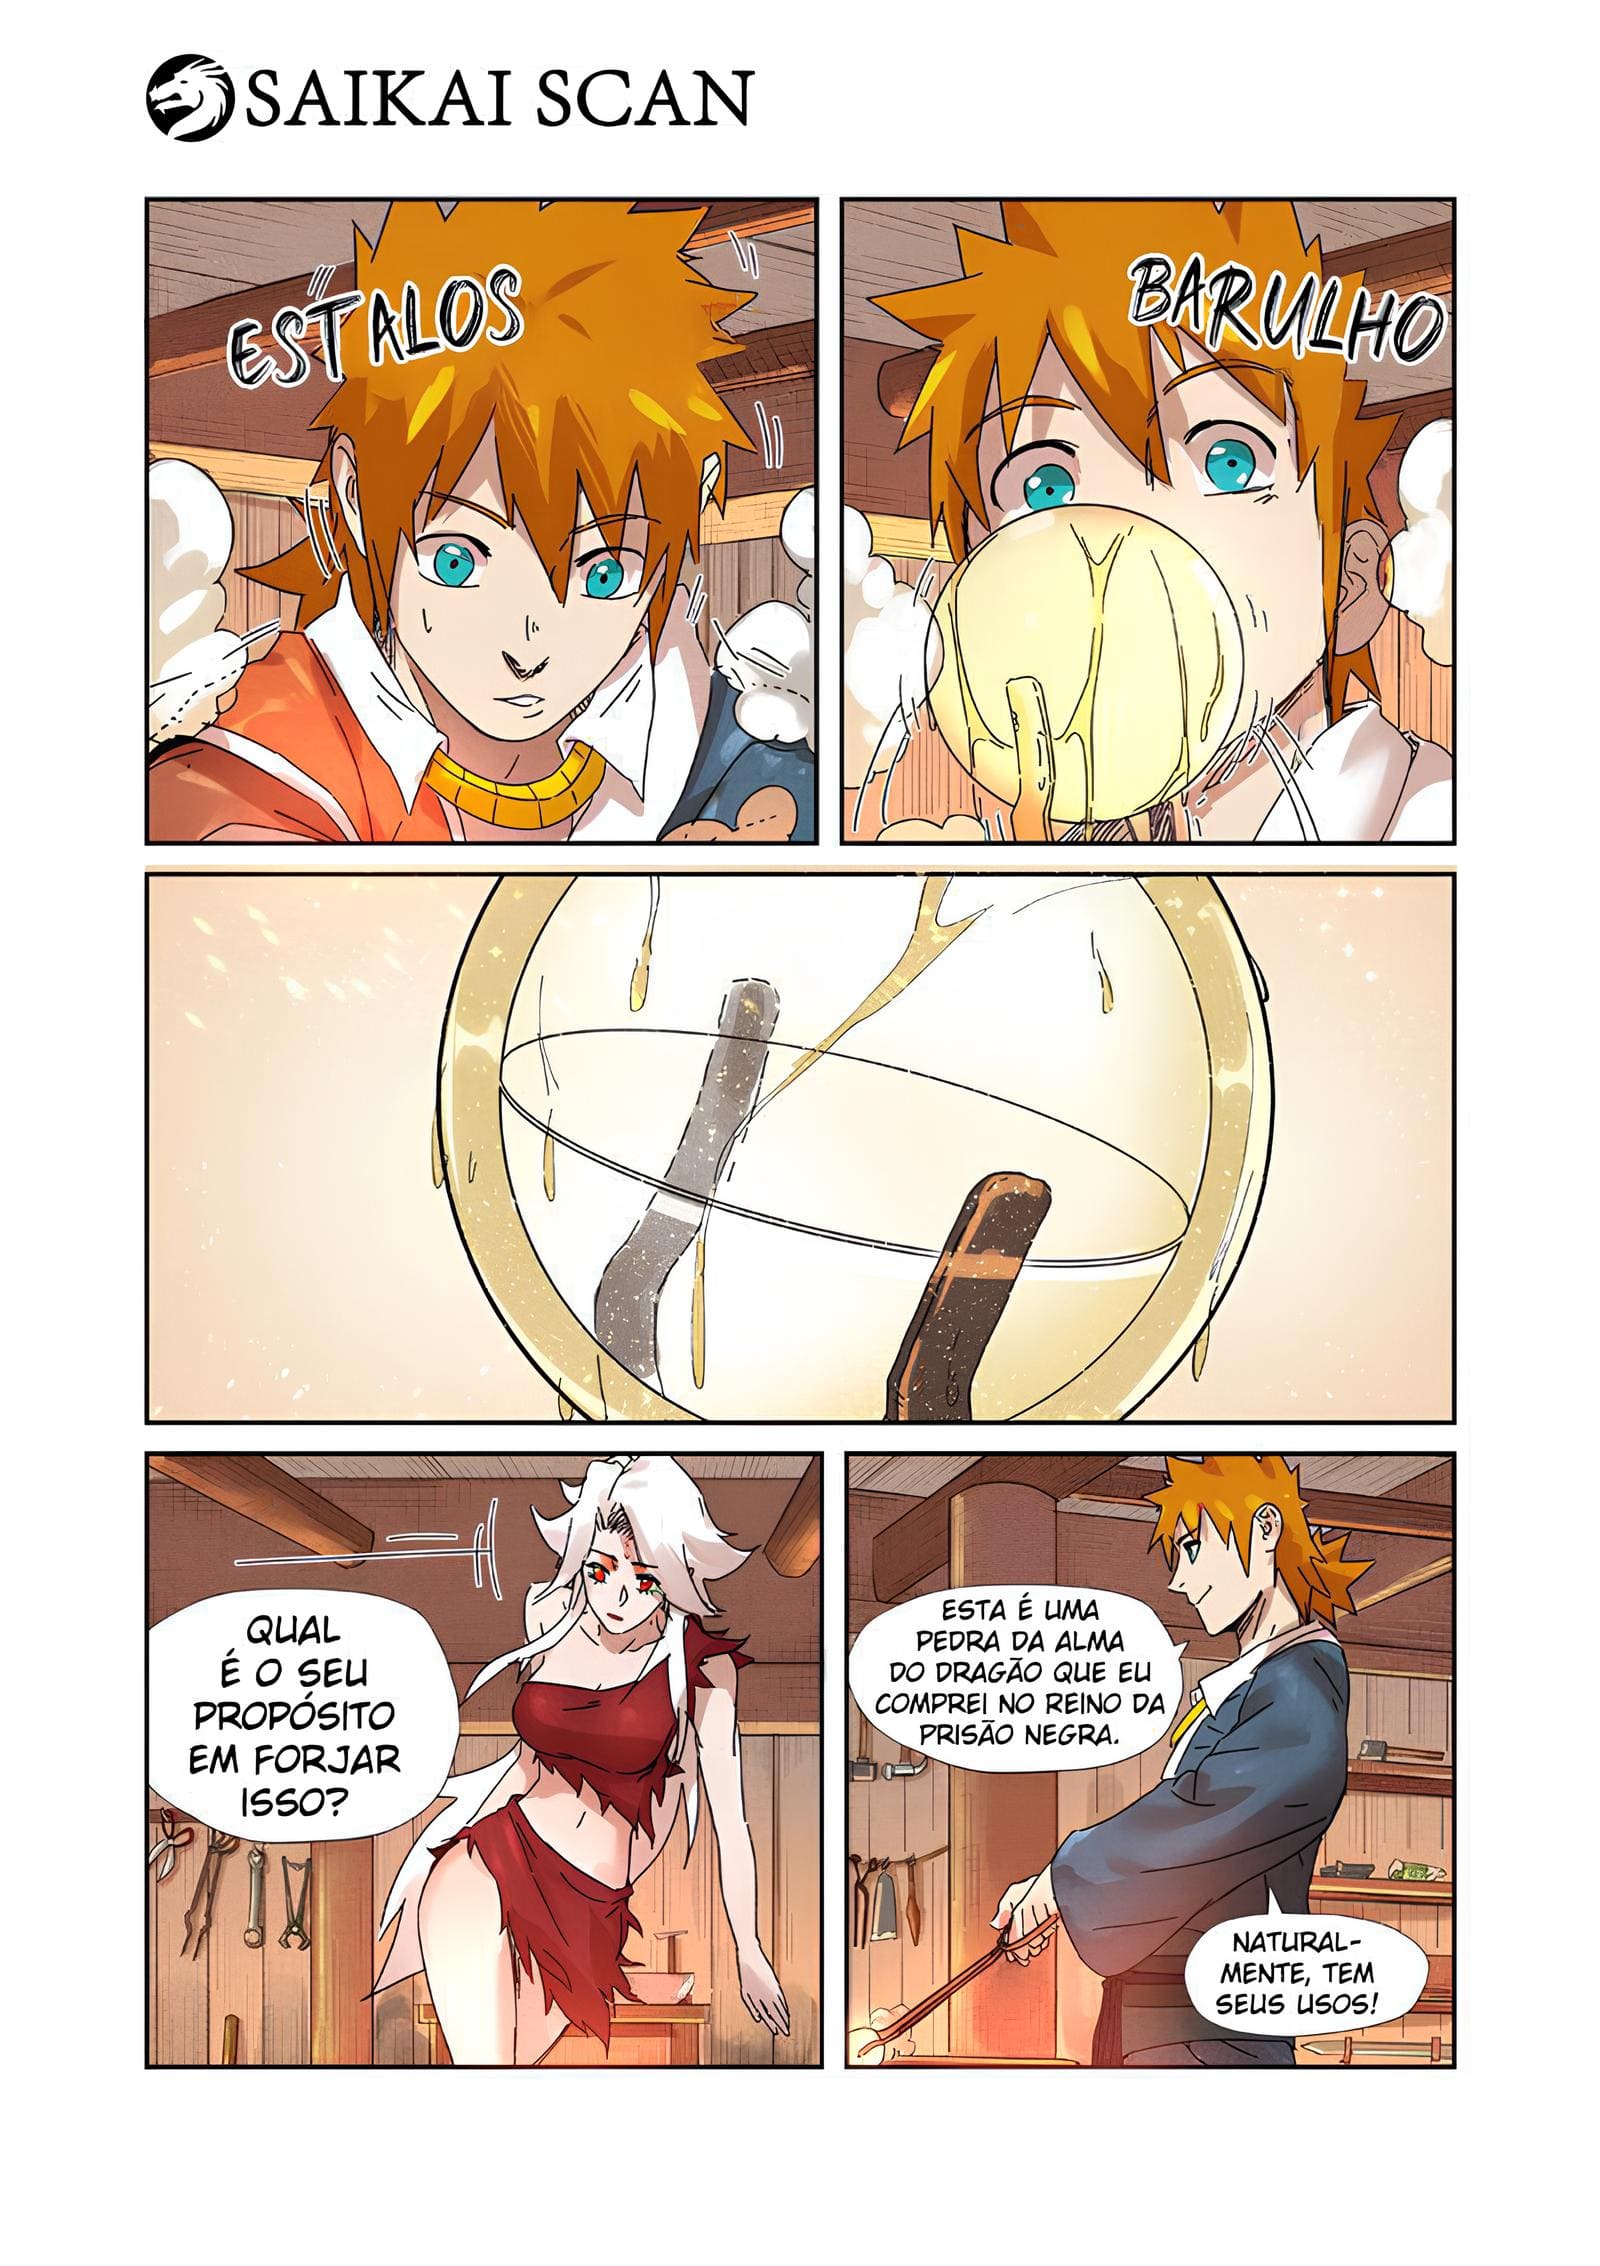 SAIKAI SCAN
ESTALOS
BARULHO
QUAL
É O SEU
PROPÓSITO
EM FORJAR
ISSO?
ESTA É UMA
PEDRA DA ALMA
DO DRAGÃO QUE EU
COMPREI NO REINO DA
PRISÃO NEGRA.
NATURAL-
MENTE, TEM
SEUS USOS!